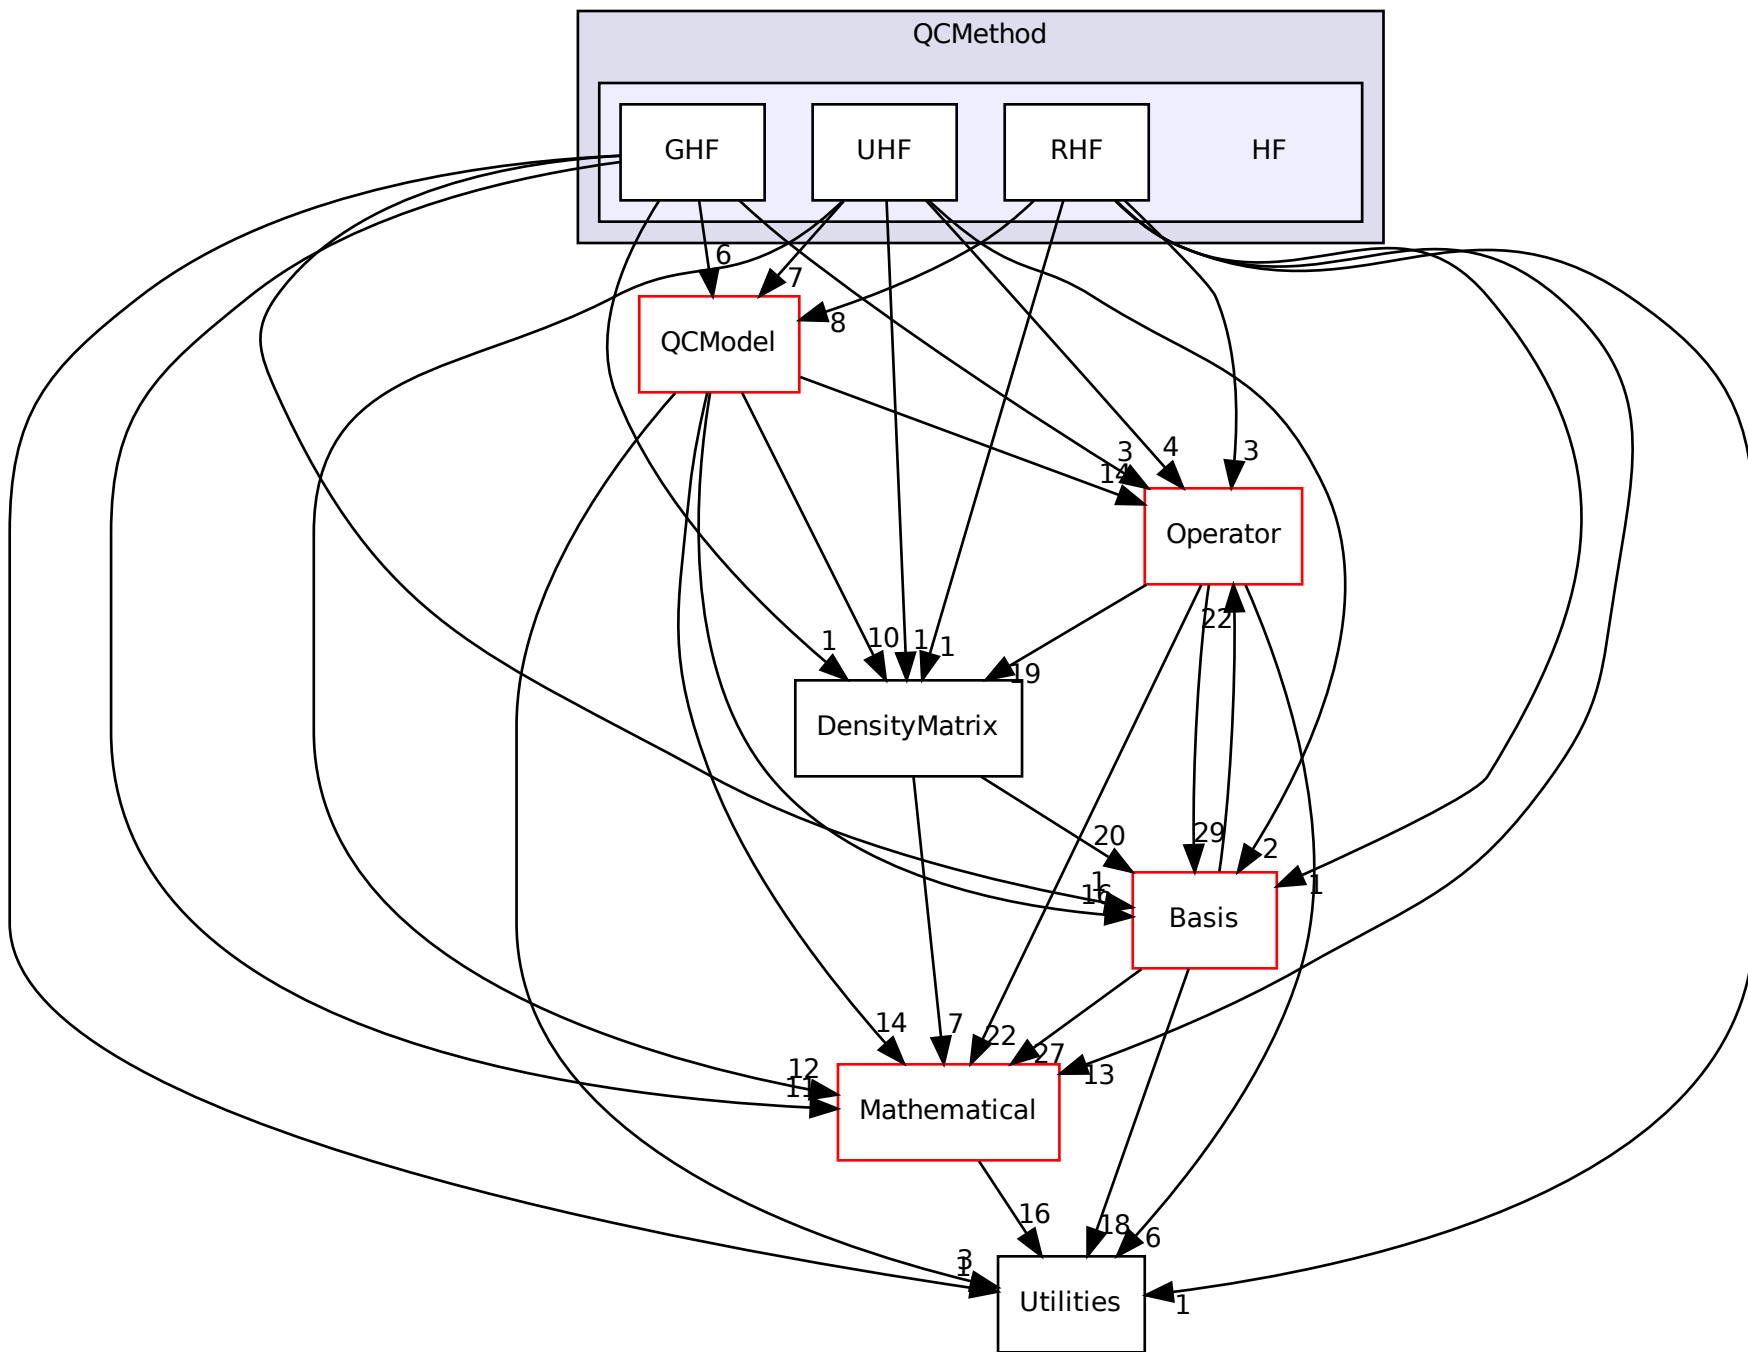 QCMethod
GHF
UHF
RHF
HF
6
7
8
QCModel
3
4
3
14
Operator
22
1
10
1
1
19
DensityMatrix
20
29
2
1
16
1
Basis
14
7
22
27
13
12
11
Mathematical
16
18
6
3
1
1
Utilities